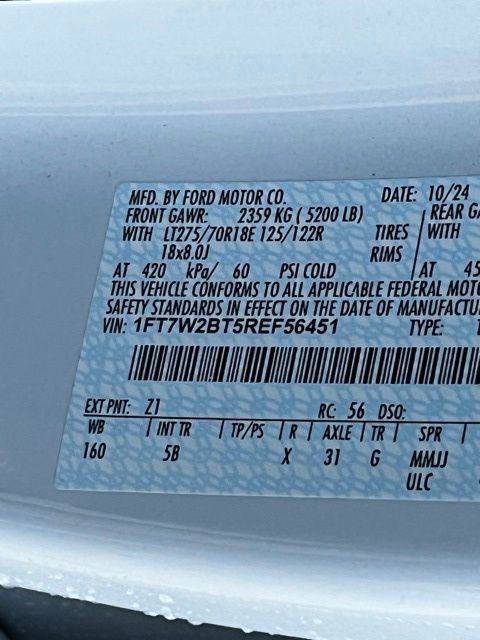 MFD. BY FORD MOTOR CO. DATE: 10/24
FRONT GAWR: 2359 KG ( 5200 LB) REAR
WITH LT275/70R18E 125/122R TIRES WITH
18x8.0J RIMS
AT 420 kPa/ 60 PSI COLD AT 45
THIS VEHICLE CONFORMS TO ALL APPLICABLE FEDERAL
SAFETY STANDARDS IN EFFECT ON THE DATE OF
VIN: 1FT7W2BT5REF56451 TYPE:
EXT PNT: Z1 RC: 56 DSO:
WB INT TR TP/PS R AXLE TR SPR
160 5B X 31 G MMJJ
ULC